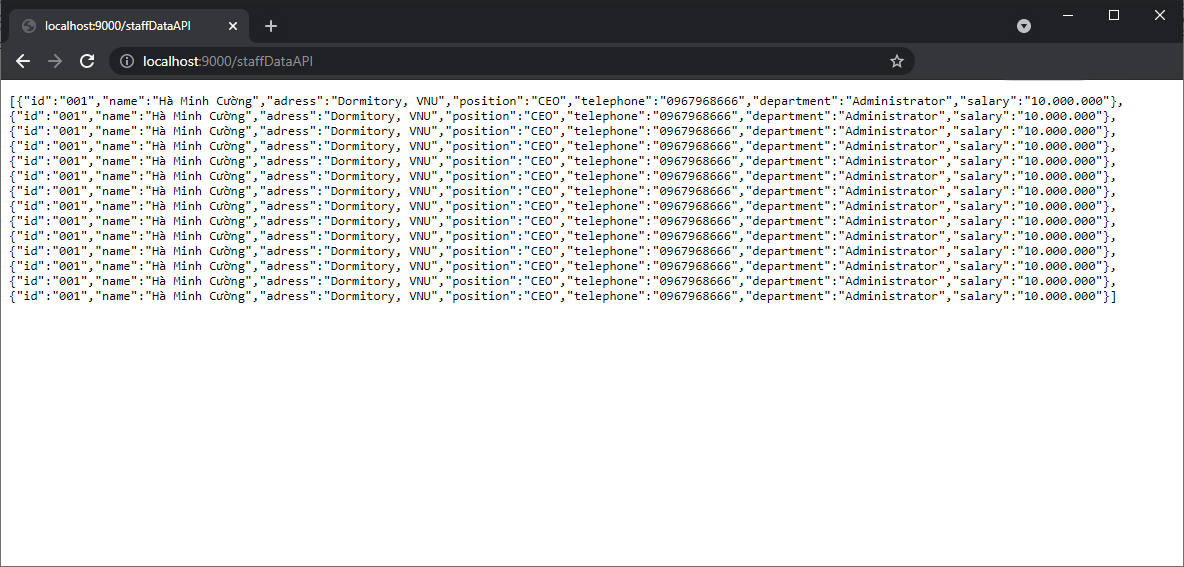 localhost:9000/staffDataAPI
localhost:9000/staffDataAPI
[{"id":"001","name":"Hà Minh Cường","adress":"Dormitory, VNU","position":"CEO","telephone":"0967968666","department":"Administrator","salary":"10.000.000"},
{"id":"001","name":"Hà Minh Cường","adress":"Dormitory, VNU","position":"CEO","telephone":"0967968666","department":"Administrator","salary":"10.000.000"},
{"id":"001","name":"Hà Minh Cường","adress":"Dormitory, VNU","position":"CEO","telephone":"0967968666","department":"Administrator","salary":"10.000.000"},
{"id":"001","name":"Hà Minh Cường","adress":"Dormitory, VNU","position":"CEO","telephone":"0967968666","department":"Administrator","salary":"10.000.000"},
{"id":"001","name":"Hà Minh Cường","adress":"Dormitory, VNU","position":"CEO","telephone":"0967968666","department":"Administrator","salary":"10.000.000"},
{"id":"001","name":"Hà Minh Cường","adress":"Dormitory, VNU","position":"CEO","telephone":"0967968666","department":"Administrator","salary":"10.000.000"},
{"id":"001","name":"Hà Minh Cường","adress":"Dormitory, VNU","position":"CEO","telephone":"0967968666","department":"Administrator","salary":"10.000.000"},
{"id":"001","name":"Hà Minh Cường","adress":"Dormitory, VNU","position":"CEO","telephone":"0967968666","department":"Administrator","salary":"10.000.000"},
{"id":"001","name":"Hà Minh Cường","adress":"Dormitory, VNU","position":"CEO","telephone":"0967968666","department":"Administrator","salary":"10.000.000"},
{"id":"001","name":"Hà Minh Cường","adress":"Dormitory, VNU","position":"CEO","telephone":"0967968666","department":"Administrator","salary":"10.000.000"},
{"id":"001","name":"Hà Minh Cường","adress":"Dormitory, VNU","position":"CEO","telephone":"0967968666","department":"Administrator","salary":"10.000.000"},
{"id":"001","name":"Hà Minh Cường","adress":"Dormitory, VNU","position":"CEO","telephone":"0967968666","department":"Administrator","salary":"10.000.000"},
{"id":"001","name":"Hà Minh Cường","adress":"Dormitory, VNU","position":"CEO","telephone":"0967968666","department":"Administrator","salary":"10.000.000"},
{"id":"001","name":"Hà Minh Cường","adress":"Dormitory, VNU","position":"CEO","telephone":"0967968666","department":"Administrator","salary":"10.000.000"}]